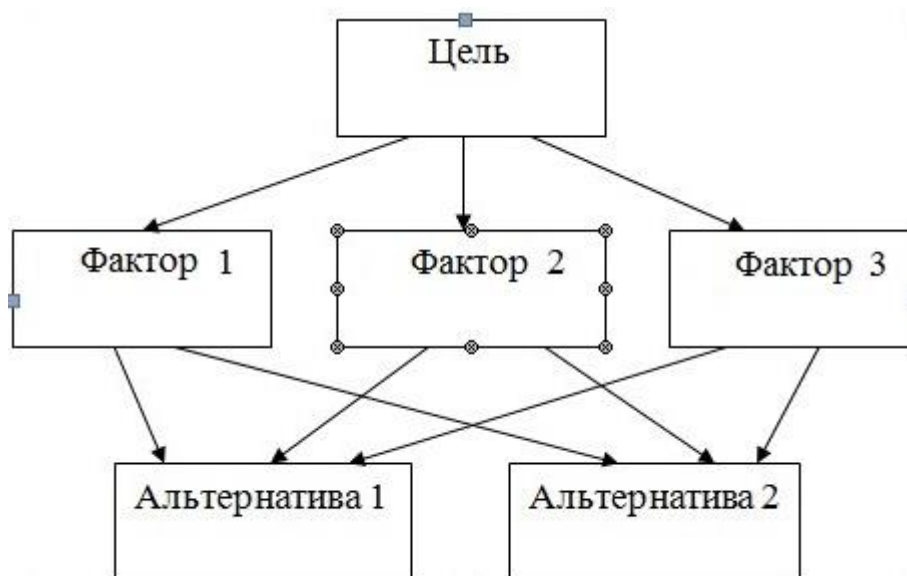 Цель
Фактор 1
Фактор 2
Фактор 3
Альтернатива 1
Альтернатива 2